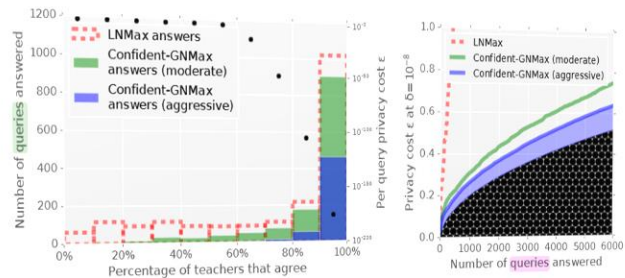 1200
1000
800
600
400
200
0
Number of queries answered
LNMax answers
Confident-GNMax
answers (moderate)
Confident-GNMax
answers (aggressive)
0% 20% 40% 60% 80% 100%
Percentage of teachers that agree
Per query privacy cost ε
1.0
0.8
0.6
0.4
0.2
0.0
Privacy cost ε at δ=10⁻⁸
LNMax
Confident-GNMax (moderate)
Confident-GNMax (aggressive)
0 1000 2000 3000 4000 5000 6000
Number of queries answered